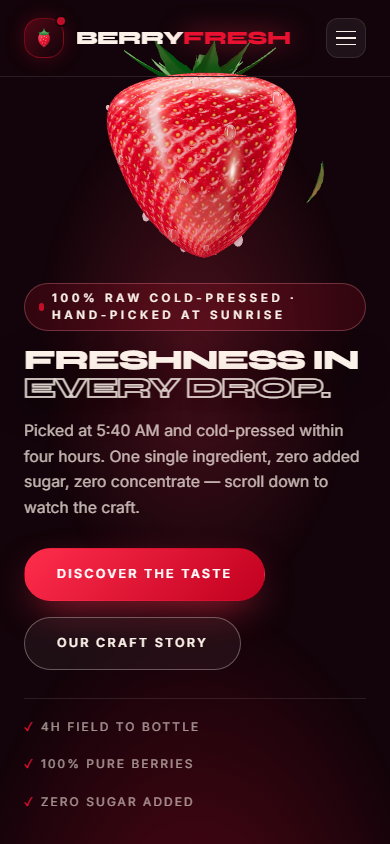 BERRYFRESH
100% RAW COLD-PRESSED ·
HAND-PICKED AT SUNRISE
FRESHNESS IN
EVERY DROP.
Picked at 5:40 AM and cold-pressed within
four hours. One single ingredient, zero added
sugar, zero concentrate — scroll down to
watch the craft.
DISCOVER THE TASTE
OUR CRAFT STORY
✓ 4H FIELD TO BOTTLE
✓ 100% PURE BERRIES
✓ ZERO SUGAR ADDED